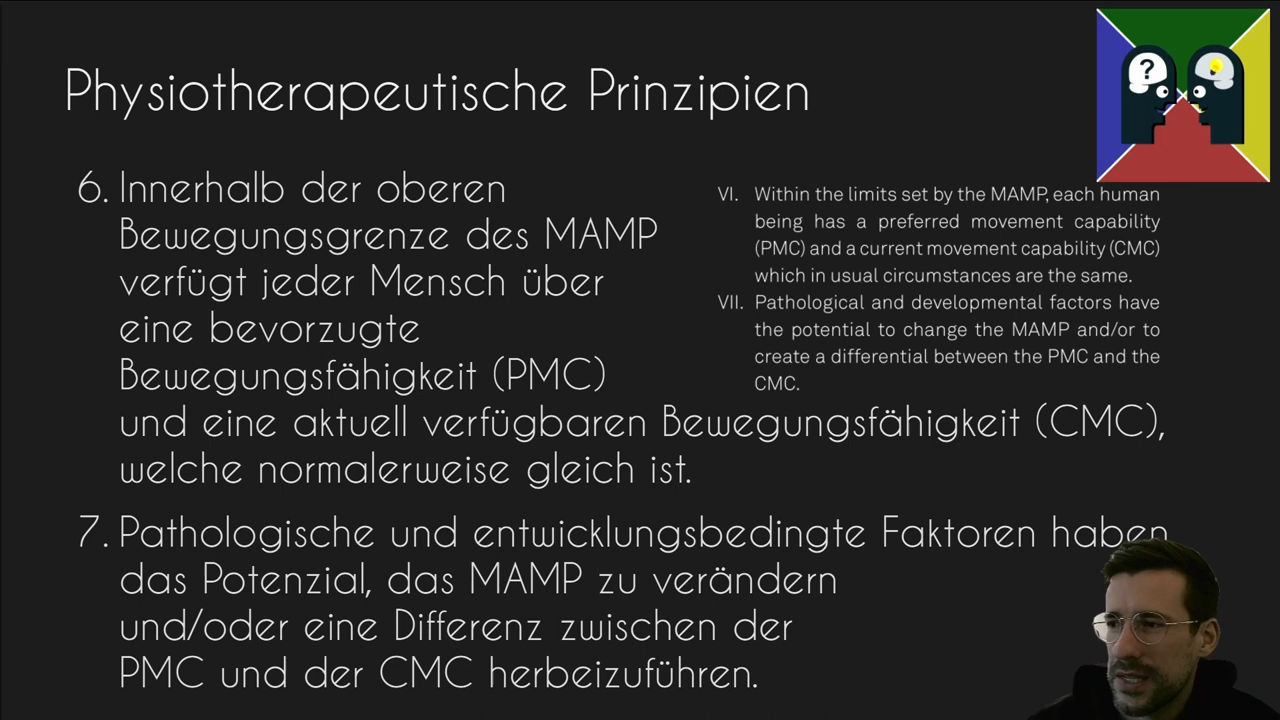 Physiotherapeutische Prinzipien
6. Innerhalb der oberen
Bewegungsgrenze des MAMP
verfügt jeder Mensch über
eine bevorzugte
Bewegungsfähigkeit (PMC)
und eine aktuell verfügbaren Bewegungsfähigkeit (CMC),
welche normalerweise gleich ist.
7. Pathologische und entwicklungsbedingte Faktoren haben
das Potenzial, das MAMP zu verändern
und/oder eine Differenz zwischen der
PMC und der CMC herbeizuführen.
VI. Within the limits set by the MAMP, each human
being has a preferred movement capability
(PMC) and a current movement capability (CMC)
which in usual circumstances are the same.
VII. Pathological and developmental factors have
the potential to change the MAMP and/or to
create a differential between the PMC and the
CMC.
?